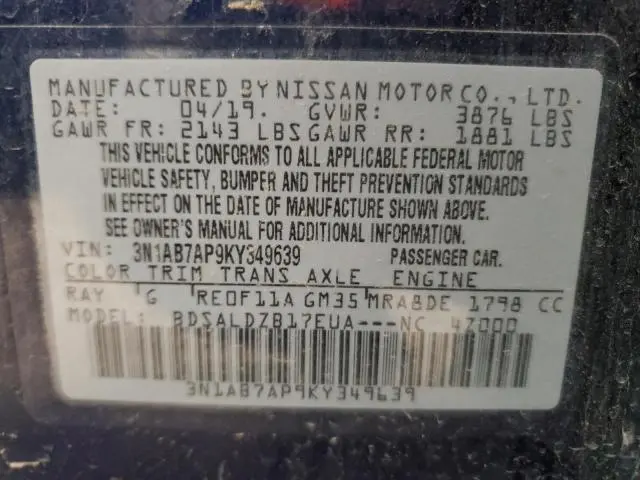 MANUFACTURED BY NISSAN MOTOR CO., LTD.
DATE: 04/19. GVWR: 3876 LBS
GAWR FR: 2143 LBS GAWR RR: 1881 LBS
THIS VEHICLE CONFORMS TO ALL APPLICABLE FEDERAL MOTOR
VEHICLE SAFETY, BUMPER AND THEFT PREVENTION STANDARDS
IN EFFECT ON THE DATE OF MANUFACTURE SHOWN ABOVE.
SEE OWNER'S MANUAL FOR ADDITIONAL INFORMATION.
VIN: 3N1AB7AP9KY349639 PASSENGER CAR.
COLOR TRIM TRANS AXLE ENGINE
RAY G RE0F11A GM35 MRA8DE 1798 CC
MODEL: BDSALDZB17EUA---NC 47000
3N1AB7AP9KY349639